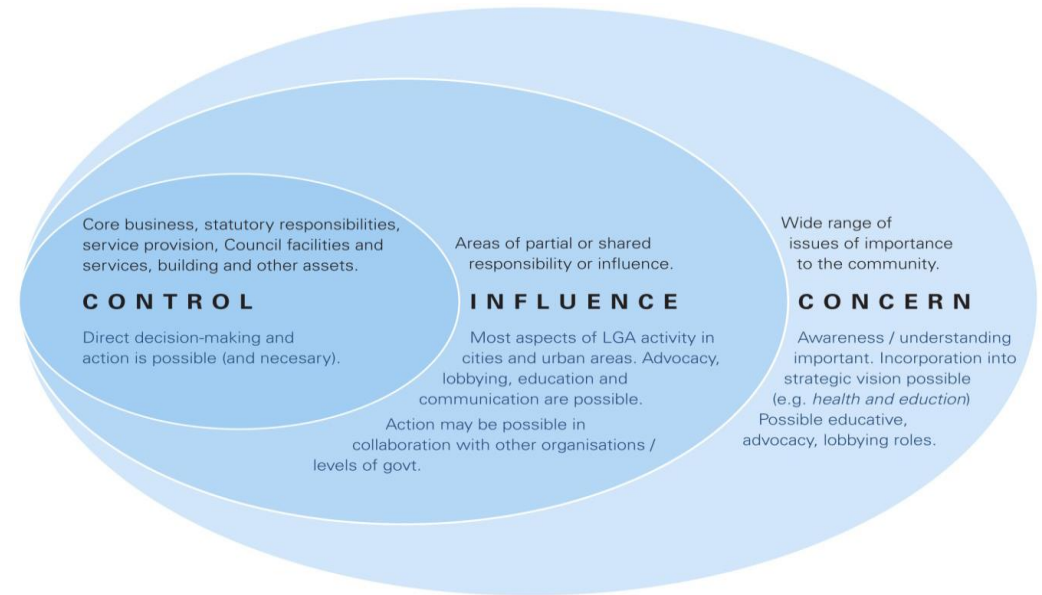 Core business, statutory responsibilities,
service provision, Council facilities and
services, building and other assets.
CONTROL
Direct decision-making and
action is possible (and necesary).
Areas of partial or shared
responsibility or influence.
INFLUENCE
Most aspects of LGA activity in
cities and urban areas. Advocacy,
lobbying, education and
communication are possible.
Action may be possible in
collaboration with other organisations /
levels of govt.
Wide range of
issues of importance
to the community.
CONCERN
Awareness / understanding
important. Incorporation into
strategic vision possible
(e.g. health and eduction)
Possible educative,
advocacy, lobbying roles.